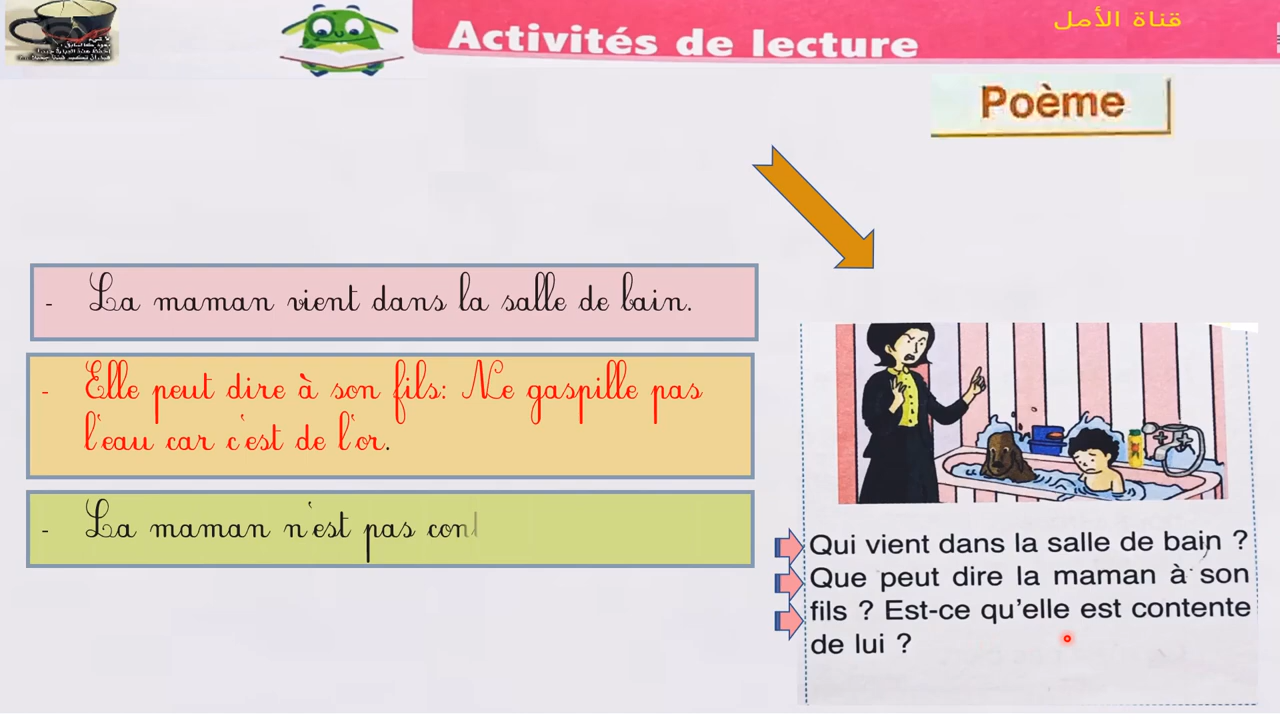 Activités de lecture
قناة الأمل
Poème
- La maman vient dans la salle de bain.
- Elle peut dire à son fils: Ne gaspille pas
l'eau car c'est de l'or.
- La maman n'est pas con
Qui vient dans la salle de bain ?
Que peut dire la maman à son
fils ? Est-ce qu'elle est contente
de lui ?